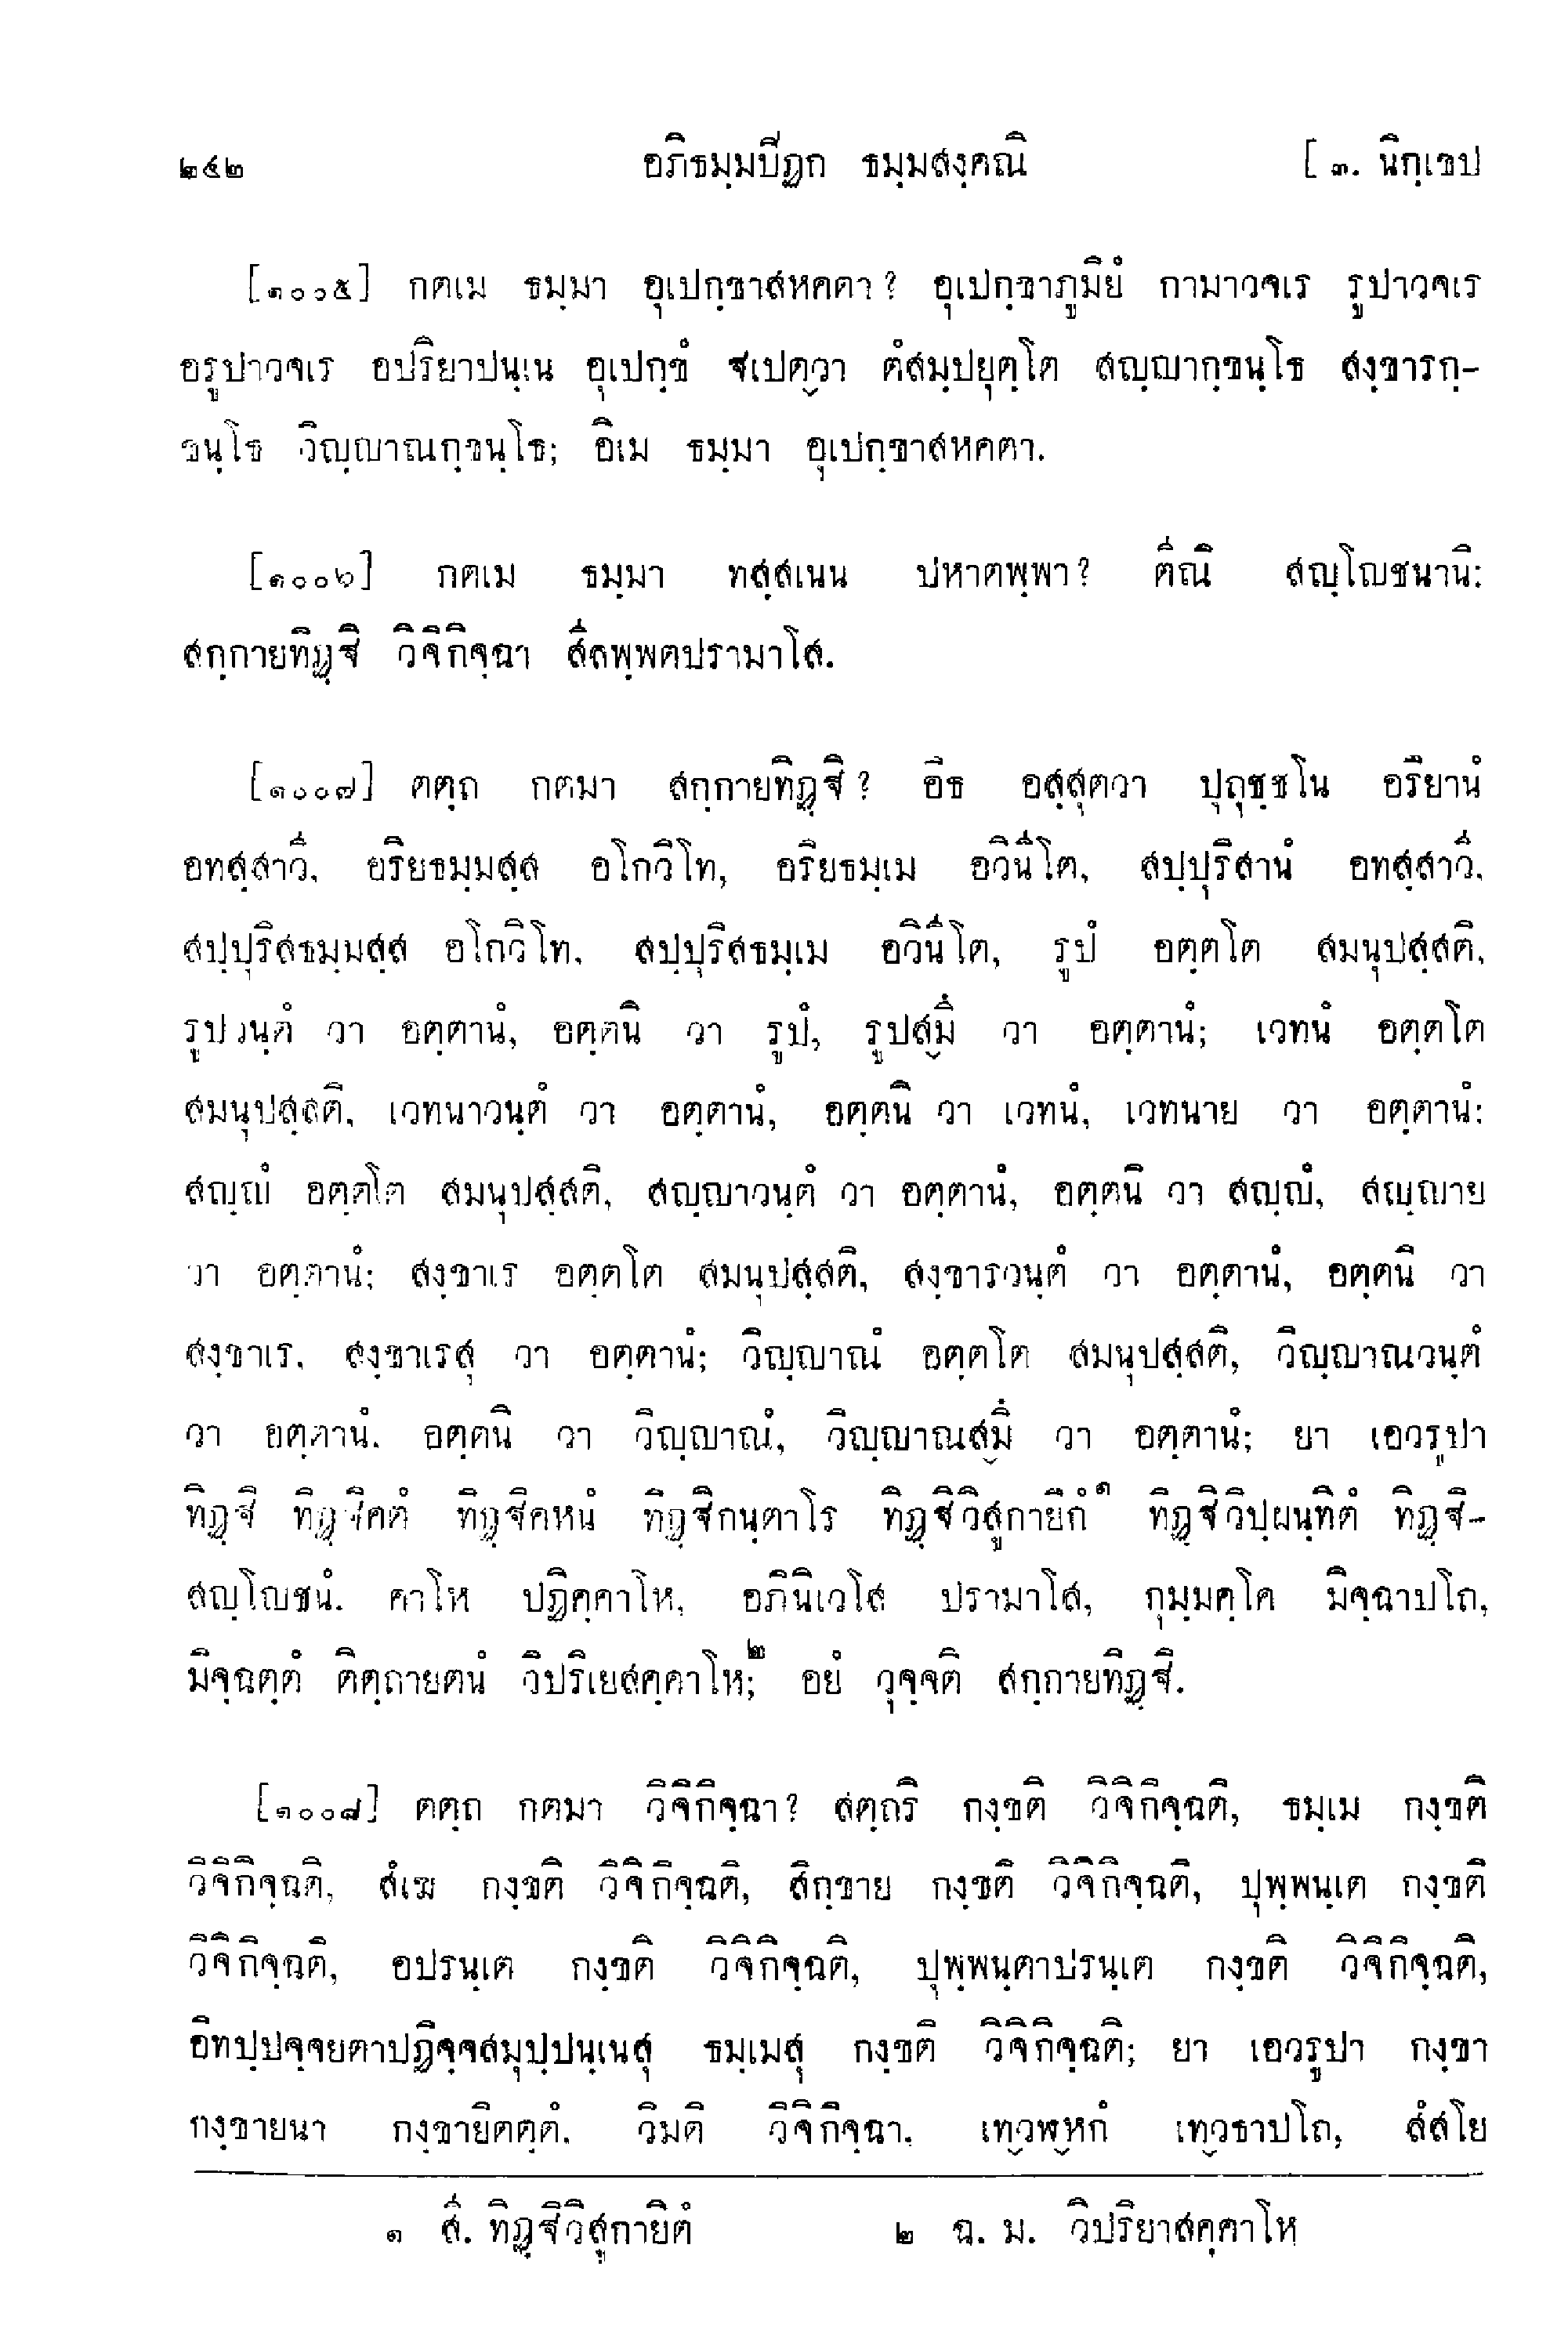 ๒๕๒ อภิธมฺมปิฏก ธมฺมสงฺคณิ [ ๓. นิกฺเขป
[๑๐๐๕] กตเม ธมฺมา อุเปกฺขาสหคตา? อุเปกฺขาภูมิยํ กามาวจเร รูปาวจเร
อรูปาวจเร อปริยาปนฺเน อุเปกฺขํ ฐเปตฺวา ตํสมฺปยุตฺโต สญฺญากฺขนฺโธ สงฺขารกฺ-
ขนฺโธ วิญฺญาณกฺขนฺโธ; อิเม ธมฺมา อุเปกฺขาสหคตา.
[๑๐๐๖] กตเม ธมฺมา ทสฺสเนน ปหาตพฺพา? ตีณิ สญฺโญชนานิ:
สกฺกายทิฏฺฐิ วิจิกิจฺฉา สีลพฺพตปรามาโส.
[๑๐๐๗] ตตฺถ กตมา สกฺกายทิฏฺฐิ? อิธ อสฺสุตวา ปุถุชฺชโน อริยานํ
อทสฺสาวี, อริยธมฺมสฺส อโกวิโท, อริยธมฺเม อวินีโต, สปฺปุริสานํ อทสฺสาวี,
สปฺปุริสธมฺมสฺส อโกวิโท, สปฺปุริสธมฺเม อวินีโต, รูปํ อตฺตโต สมนุปสฺสติ,
รูปวนฺตํ วา อตฺตานํ, อตฺตนิ วา รูปํ, รูปสฺมึ วา อตฺตานํ; เวทนํ อตฺตโต
สมนุปสฺสติ, เวทนาวนฺตํ วา อตฺตานํ, อตฺตนิ วา เวทนํ, เวทนาย วา อตฺตานํ:
สญฺญํ อตฺตโต สมนุปสฺสติ, สญฺญาวนฺตํ วา อตฺตานํ, อตฺตนิ วา สญฺญํ, สญฺญาย
วา อตฺตานํ; สงฺขาเร อตฺตโต สมนุปสฺสติ, สงฺขารวนฺตํ วา อตฺตานํ, อตฺตนิ วา
สงฺขาเร, สงฺขาเรสุ วา อตฺตานํ; วิญฺญาณํ อตฺตโต สมนุปสฺสติ, วิญฺญาณวนฺตํ
วา อตฺตานํ, อตฺตนิ วา วิญฺญาณํ, วิญฺญาณสฺมึ วา อตฺตานํ; ยา เอวรูปา
ทิฏฺฐิ ทิฏฺฐิคตํ ทิฏฺฐิคหนํ ทิฏฺฐิกนฺตาโร ทิฏฺฐิวิสูกายิกํ๑ ทิฏฺฐิวิปฺผนฺทิตํ ทิฏฺฐิ-
สญฺโญชนํ, คาโห ปฏิคฺคาโห, อภินิเวโส ปรามาโส, กุมฺมคฺโค มิจฺฉาปโถ,
มิจฺฉตฺตํ ติตฺถายตนํ วิปริเยสคฺคาโห;๒ อยํ วุจฺจติ สกฺกายทิฏฺฐิ.
[๑๐๐๘] ตตฺถ กตมา วิจิกิจฺฉา? สตฺถริ กงฺขติ วิจิกิจฺฉติ, ธมฺเม กงฺขติ
วิจิกิจฺฉติ, สํเฆ กงฺขติ วิจิกิจฺฉติ, สิกฺขาย กงฺขติ วิจิกิจฺฉติ, ปุพฺพนฺเต กงฺขติ
วิจิกิจฺฉติ, อปรนฺเต กงฺขติ วิจิกิจฺฉติ, ปุพฺพนฺตาปรนฺเต กงฺขติ วิจิกิจฺฉติ,
อิทปฺปจฺจยตาปฏิจฺจสมุปฺปนฺเนสุ ธมฺเมสุ กงฺขติ วิจิกิจฺฉติ; ยา เอวรูปา กงฺขา
กงฺขายนา กงฺขายิตตฺตํ, วิมติ วิจิกิจฺฉา, เทฺวฬฺหกํ เทฺวธาปโถ, สํสโย
๑ สี. ทิฏฺฐิวิสูกายิตํ ๒ ฉ. ม. วิปริยาสคฺคาโห